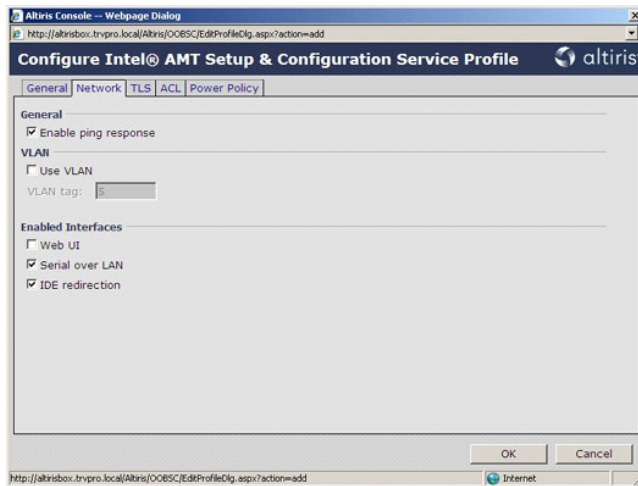 Altiris Console -- Webpage Dialog
http://altirisbox.trvpro.local/Altiris/OOBSC/EditProfileDlg.aspx?action=add
Configure Intel® AMT Setup & Configuration Service Profile altiris
General Network TLS ACL Power Policy
General
Enable ping response
VLAN
Use VLAN
VLAN tag: 5
Enabled Interfaces
Web UI
Serial over LAN
IDE redirection
OK Cancel
http://altirisbox.trvpro.local/Altiris/OOBSC/EditProfileDlg.aspx?action=add Internet